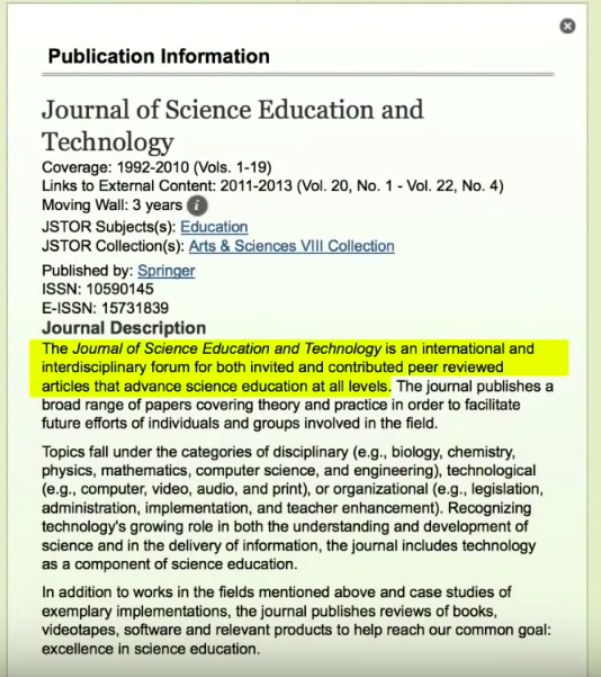 Publication Information
Journal of Science Education and
Technology
Coverage: 1992-2010 (Vols. 1-19)
Links to External Content: 2011-2013 (Vol. 20, No. 1 - Vol. 22, No. 4)
Moving Wall: 3 years i
JSTOR Subjects(s): Education
JSTOR Collection(s): Arts & Sciences VIII Collection
Published by: Springer
ISSN: 10590145
E-ISSN: 15731839
Journal Description
The Journal of Science Education and Technology is an international and
interdisciplinary forum for both invited and contributed peer reviewed
articles that advance science education at all levels. The journal publishes a
broad range of papers covering theory and practice in order to facilitate
future efforts of individuals and groups involved in the field.
Topics fall under the categories of disciplinary (e.g., biology, chemistry,
physics, mathematics, computer science, and engineering), technological
(e.g., computer, video, audio, and print), or organizational (e.g., legislation,
administration, implementation, and teacher enhancement). Recognizing
technology's growing role in both the understanding and development of
science and in the delivery of information, the journal includes technology
as a component of science education.
In addition to works in the fields mentioned above and case studies of
exemplary implementations, the journal publishes reviews of books,
videotapes, software and relevant products to help reach our common goal:
excellence in science education.